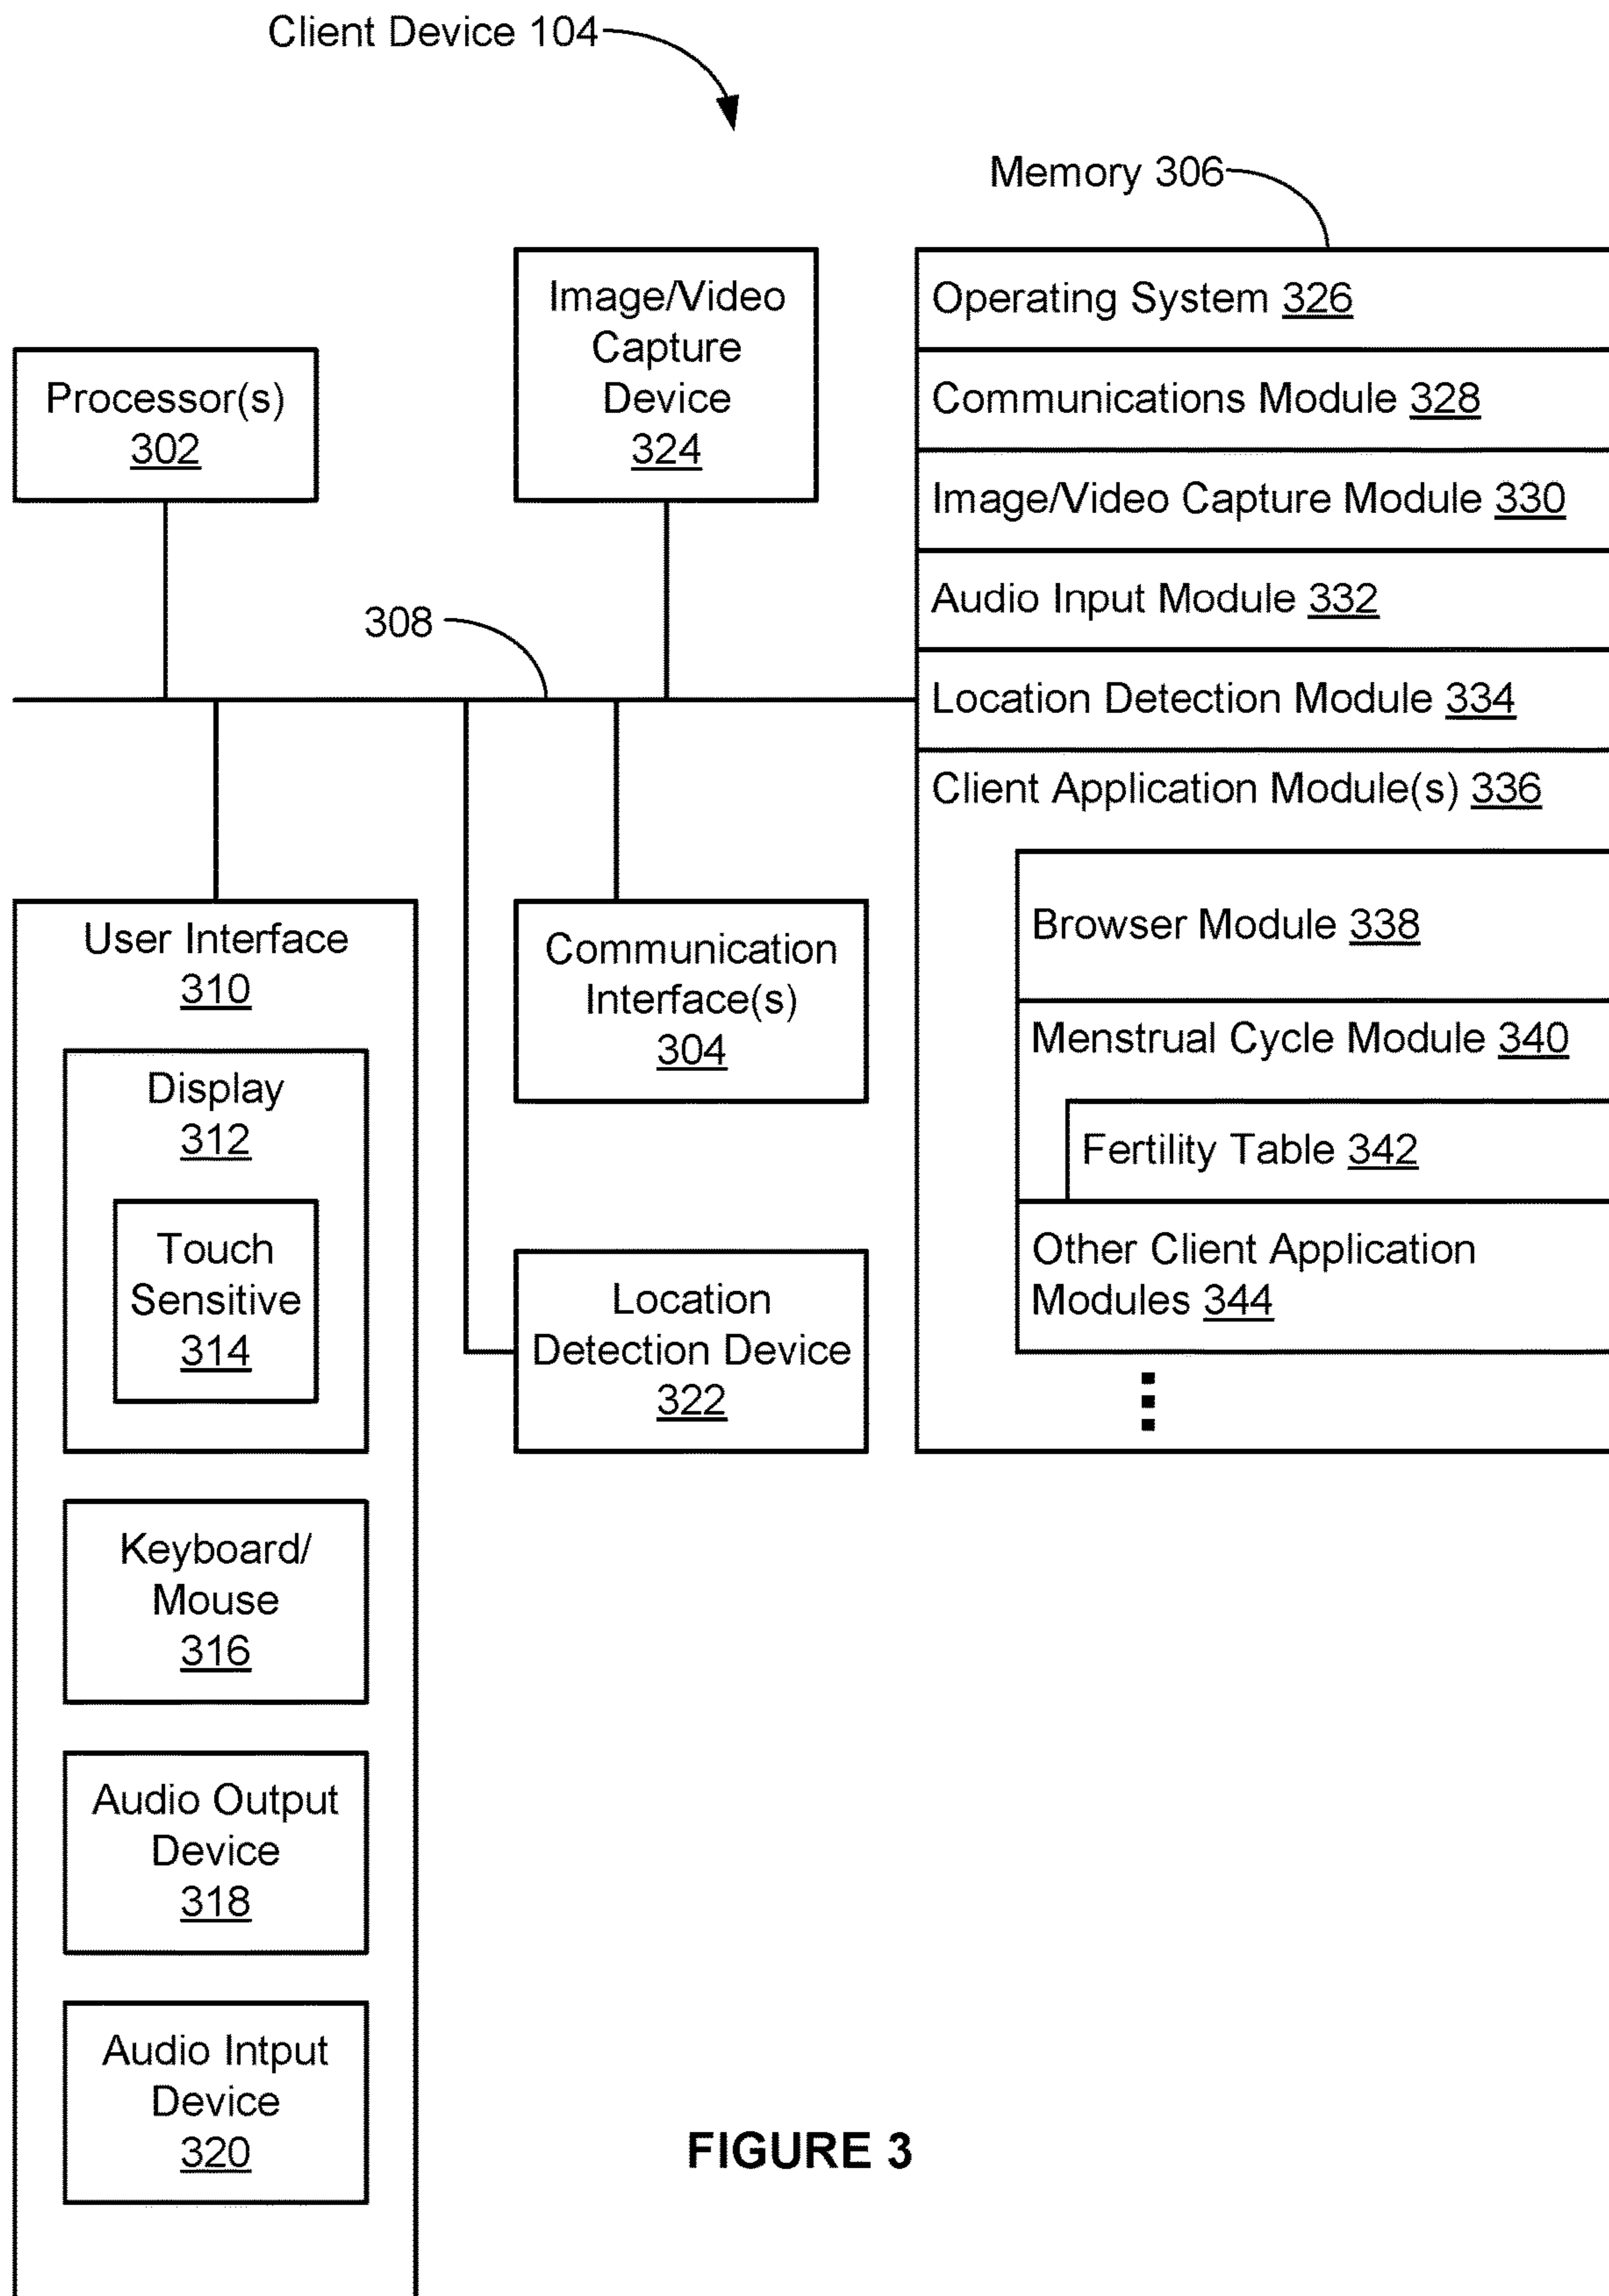 Client Device 104
Memory 306
Processor(s)
302
Image/Video
Capture
Device
324
308
User Interface
310
Display
312
Touch
Sensitive
314
Keyboard/
Mouse
316
Audio Output
Device
318
Audio Intput
Device
320
Communication
Interface(s)
304
Location
Detection Device
322
Operating System 326
Communications Module 328
Image/Video Capture Module 330
Audio Input Module 332
Location Detection Module 334
Client Application Module(s) 336
Browser Module 338
Menstrual Cycle Module 340
Fertility Table 342
Other Client Application
Modules 344
FIGURE 3